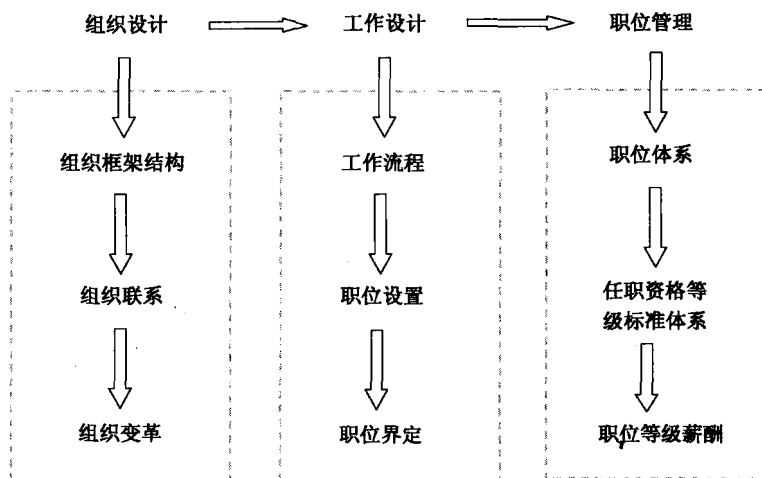 组织设计 工作设计 职位管理
组织框架结构 工作流程 职位体系
组织联系 职位设置 任职资格等
级标准体系
组织变革 职位界定 职位等级薪酬